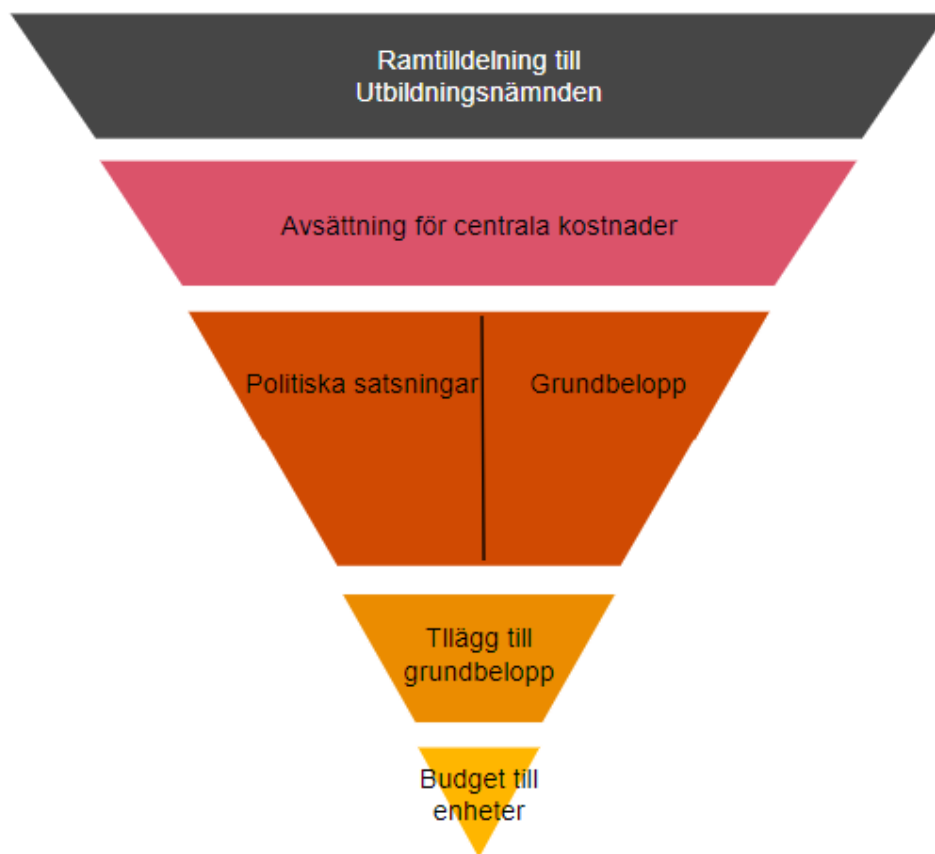 Ramtilldelning till
Utbildningsnämnden
Avsättning för centrala kostnader
Politiska satsningar
Grundbelopp
Tllägg till
grundbelopp
Budget till
enheter